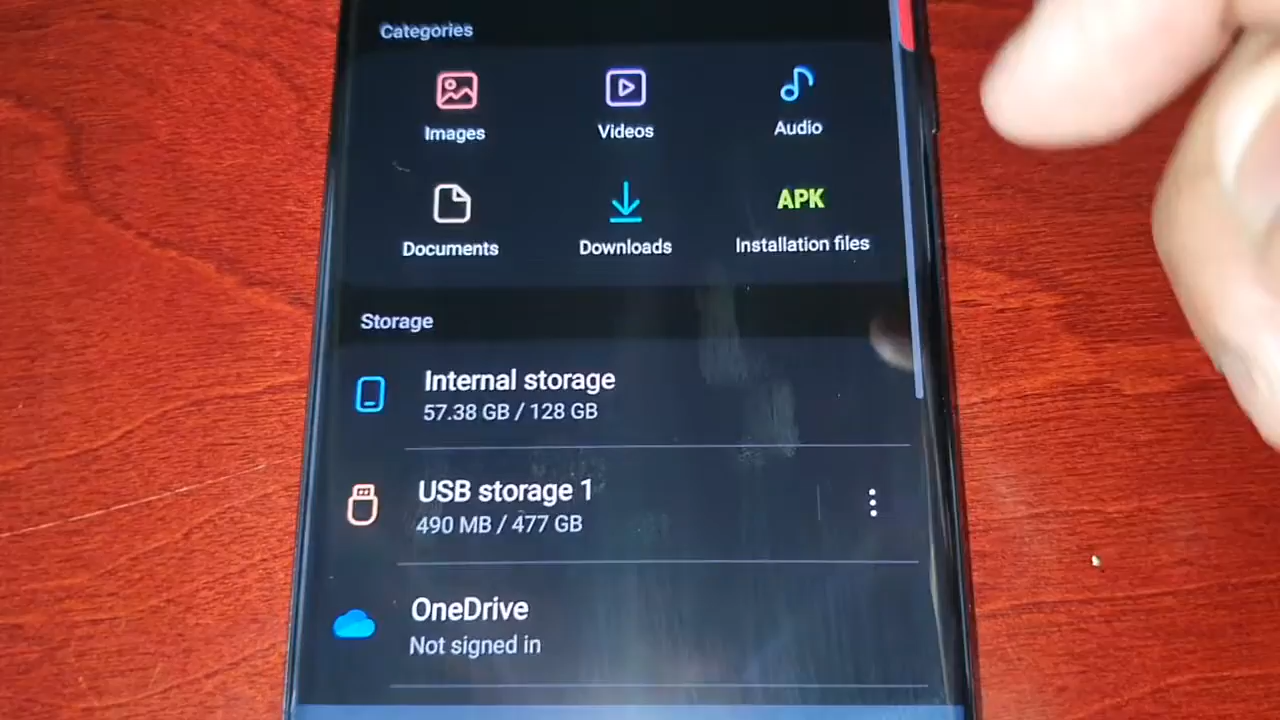 Categories
Images
Videos
Audio
Documents
Downloads
APK
Installation files
Storage
Internal storage
57.38 GB / 128 GB
USB storage 1
490 MB / 477 GB
OneDrive
Not signed in